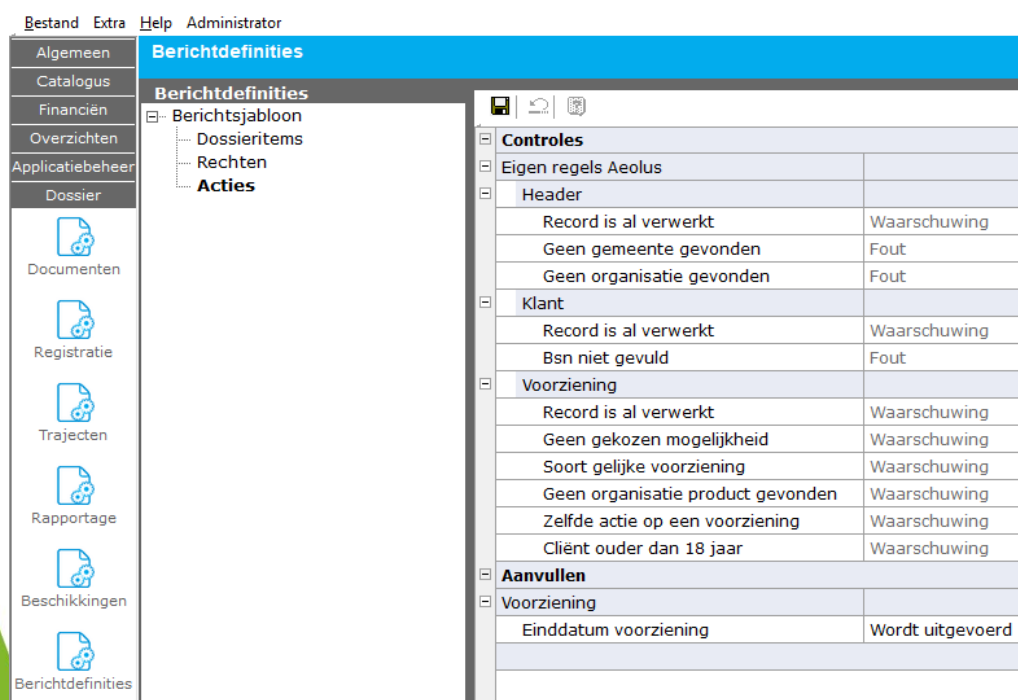 Bestand Extra Help Administrator
Algemeen
Catalogus
Financiën
Overzichten
Applicatiebeheer
Dossier
Documenten
Registratie
Trajecten
Rapportage
Beschikkingen
Berichtdefinities
Berichtdefinities
Berichtdefinities
Berichtsjabloon
Dossieritems
Rechten
Acties
Controles
Eigen regels Aeolus
Header
Record is al verwerkt Waarschuwing
Geen gemeente gevonden Fout
Geen organisatie gevonden Fout
Klant
Record is al verwerkt Waarschuwing
Bsn niet gevuld Fout
Voorziening
Record is al verwerkt Waarschuwing
Geen gekozen mogelijkheid Waarschuwing
Soort gelijke voorziening Waarschuwing
Geen organisatie product gevonden Waarschuwing
Zelfde actie op een voorziening Waarschuwing
Cliënt ouder dan 18 jaar Waarschuwing
Aanvullen
Voorziening
Einddatum voorziening Wordt uitgevoerd